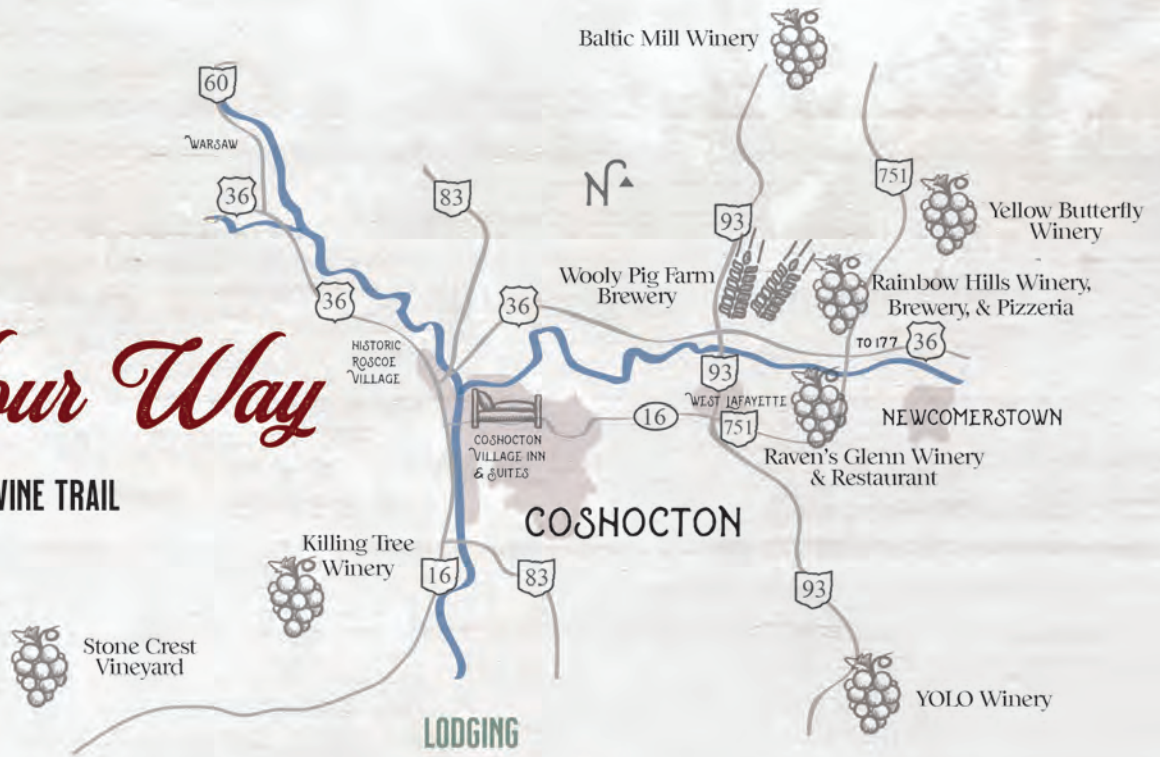 Baltic Mill Winery
60
WARSAW
36
83
N
751
93
Yellow Butterfly
Winery
Wooly Pig Farm
Brewery
Rainbow Hills Winery,
Brewery, & Pizzeria
36
36
TO I77
36
HISTORIC
ROSCOE
VILLAGE
our Way
93
WEST LAFAYETTE
16
751
NEWCOMERSTOWN
COSHOCTON
VILLAGE INN
& SUITES
Raven's Glenn Winery
& Restaurant
WINE TRAIL
COSHOCTON
Killing Tree
Winery
16
83
93
Stone Crest
Vineyard
YOLO Winery
LODGING